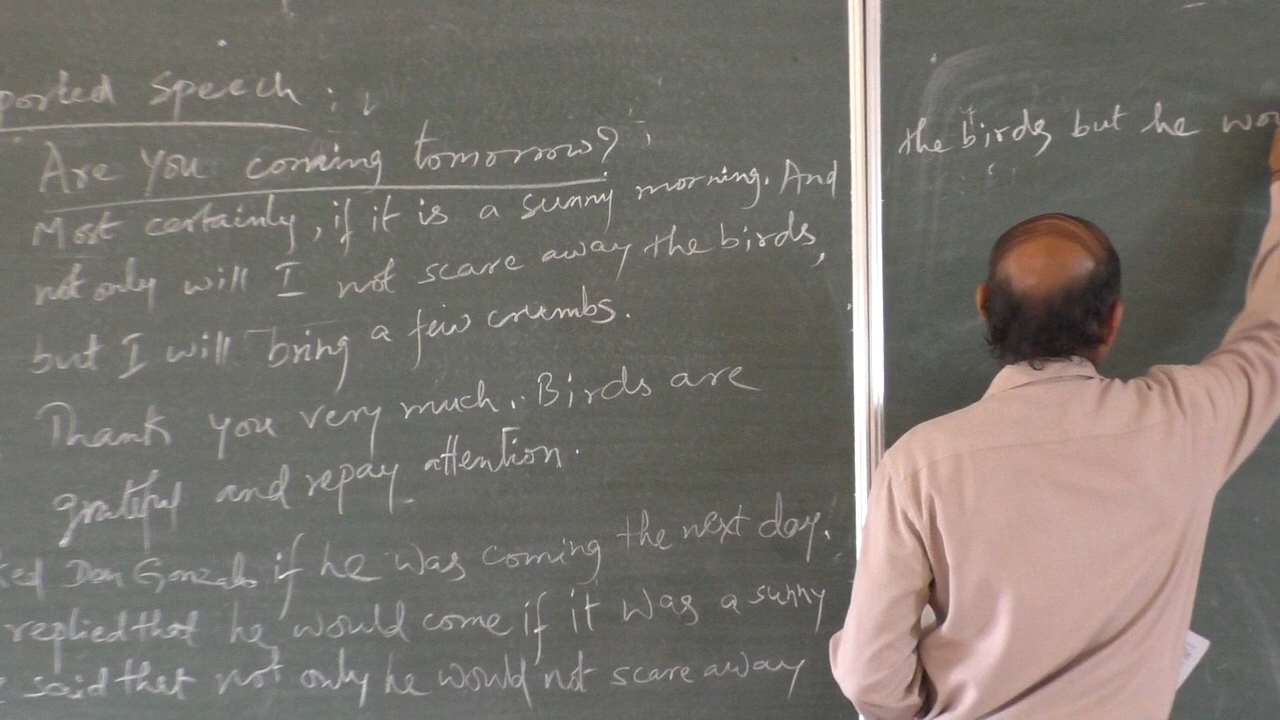 ported Speech :
Are you coming tomorrow?
Most certainly, if it is a sunny morning. And
not only will I not scare away the birds,
but I will bring a few crumbs.
Thank you very much. Birds are
grateful and repay attention.
ked Don Gonzalo if he was coming the next day.
replied that he would come if it was a sunny
said that not only he would not scare away
the birds but he wou